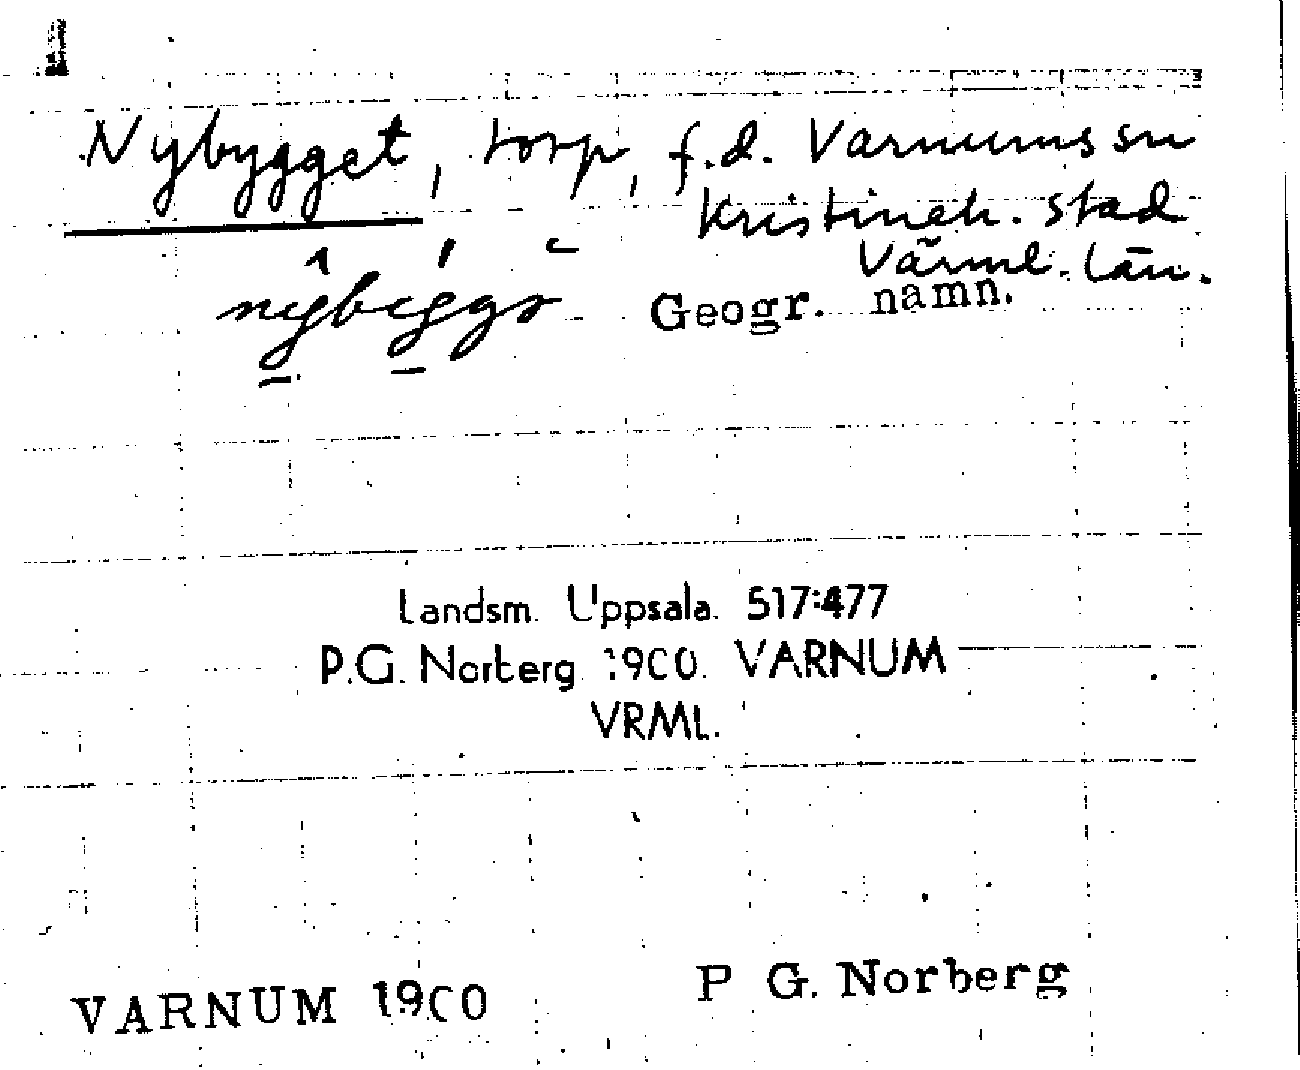 Nybygget, torp, f.d. Varnums sn
Kristineh. stad
Värml. län.
Geogr. namn.
Landsm. Uppsala. 517:477
P.G. Norberg 1900. VARNUM
VRML.
VARNUM 1900
P G. Norberg